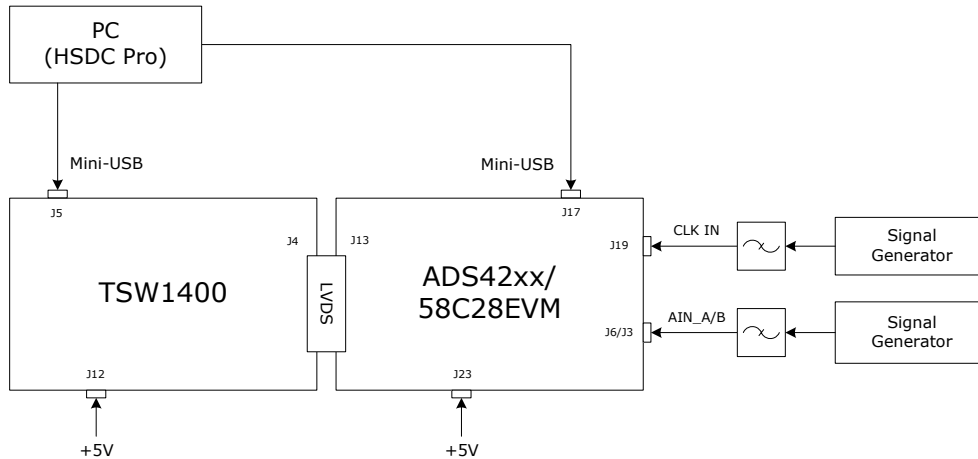 PC
(HSDC Pro)
Mini-USB
Mini-USB
J5
J17
J4
J13
J19
CLK IN
Signal
Generator
TSW1400
LVDS
ADS42xx/
58C28EVM
J6/J3
AIN_A/B
Signal
Generator
J12
J23
+5V
+5V